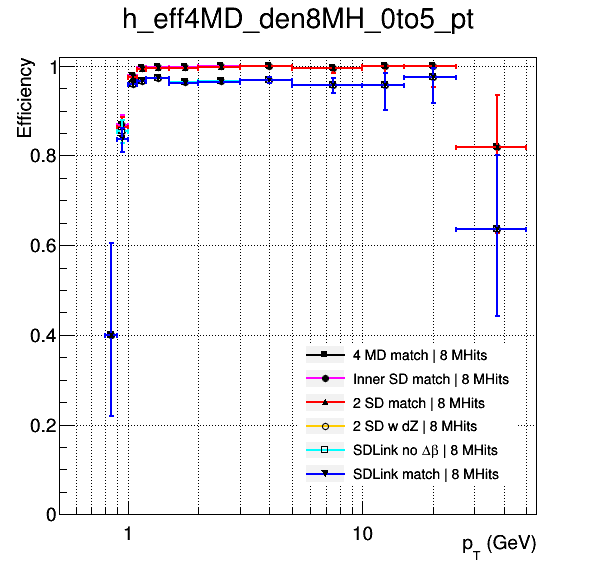 h_eff4MD_den8MH_0to5_pt
Efficiency
1
0.8
0.6
0.4
0.2
0
4 MD match | 8 MHits
Inner SD match | 8 MHits
2 SD match | 8 MHits
2 SD w dZ | 8 MHits
SDLink no Δβ | 8 MHits
SDLink match | 8 MHits
1
10
p_T (GeV)